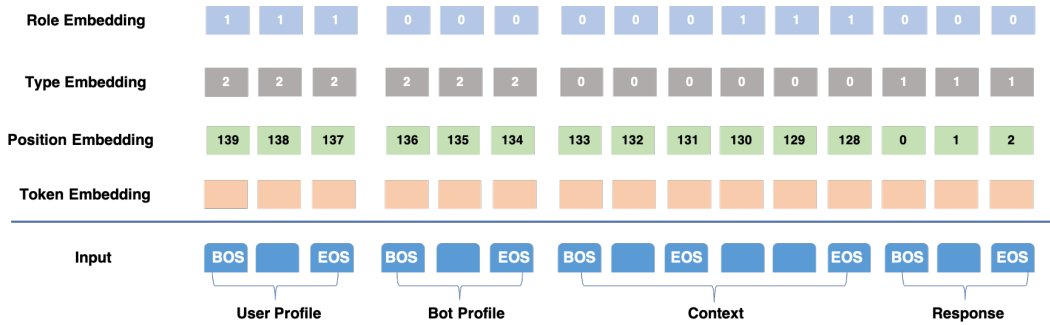 Role Embedding 1 1 1 0 0 0 0 0 0 1 1 1 0 0 0
Type Embedding 2 2 2 2 2 2 0 0 0 0 0 0 1 1 1
Position Embedding 139 138 137 136 135 134 133 132 131 130 129 128 0 1 2
Token Embedding
Input BOS EOS BOS EOS BOS EOS EOS BOS EOS
User Profile Bot Profile Context Response